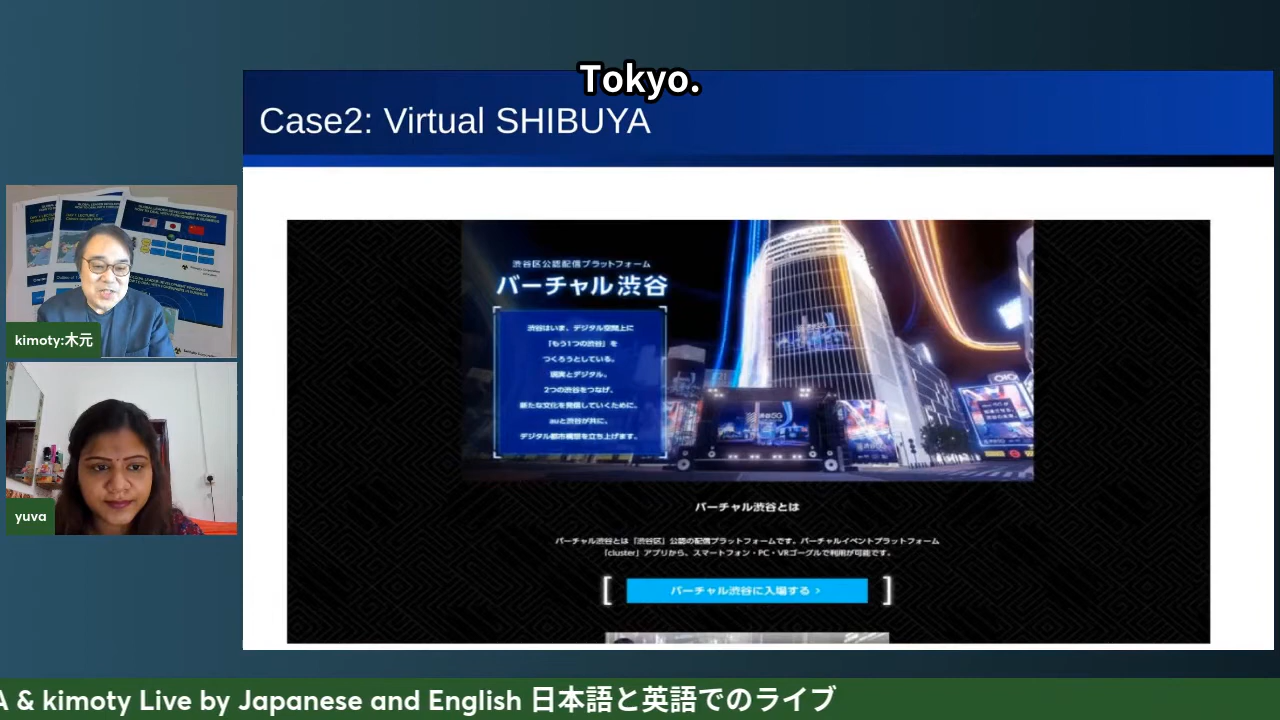 Tokyo.
Case2: Virtual SHIBUYA
渋谷区公認配信プラットフォーム
バーチャル渋谷
渋谷はいま、デジタル空間上に
「もう1つの渋谷」を
つくろうとしている。
現実とデジタル。
2つの渋谷をつなげ、
新たな文化を発信していくために。
auと渋谷が共に、
デジタル都市構想を立ち上げます。
バーチャル渋谷とは
バーチャル渋谷とは「渋谷区」公認の配信プラットフォームです。バーチャルイベントプラットフォーム
「cluster」アプリから、スマートフォン・PC・VRゴーグルで利用が可能です。
バーチャル渋谷に入場する >
kimoty:木元
yuva
A & kimoty Live by Japanese and English 日本語と英語でのライブ